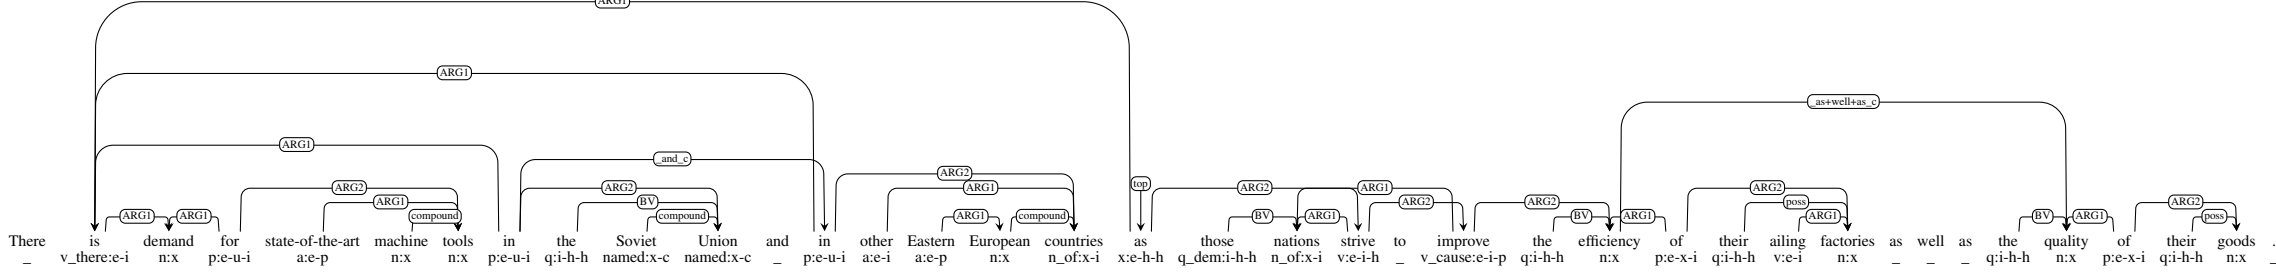 ARG1
ARG1
_as+well+as_c
ARG1
_and_c
ARG2 ARG1
top
ARG2 ARG1 ARG2 ARG2 ARG1 ARG2
BV ARG1 ARG2 ARG2 poss ARG2
ARG1 ARG1 compound compound ARG1 compound BV ARG1 BV ARG1 ARG1 BV ARG1 poss
There is demand for state-of-the-art machine tools in the Soviet Union and in other Eastern European countries as those nations strive to improve the efficiency of their ailing factories as well as the quality of their goods .
_ v_there:e-i n:x p:e-u-i a:e-p n:x n:x p:e-u-i q:i-h-h named:x-c named:x-c _ p:e-u-i a:e-i a:e-p n:x n_of:x-i x:e-h-h q_dem:i-h-h n_of:x-i v:e-i-h _ v_cause:e-i-p q:i-h-h n:x p:e-x-i q:i-h-h v:e-i n:x _ _ _ q:i-h-h n:x p:e-x-i q:i-h-h n:x _